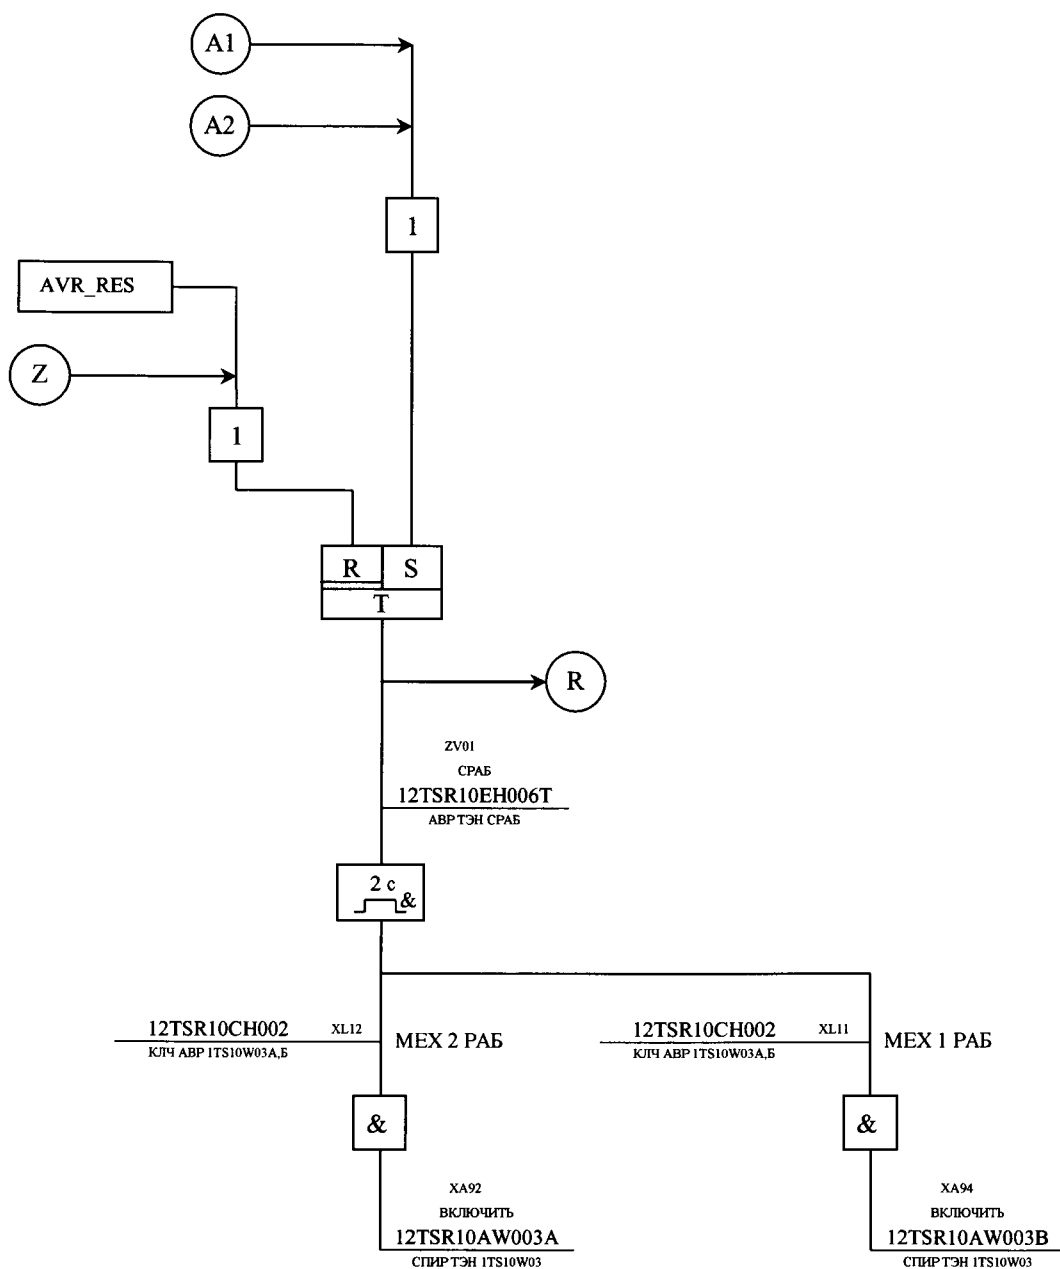 A1
A2
1
AVR_RES
Z
1
R S
T
R
ZV01
СРАБ
12TSR10EH006T
АВР ТЭН СРАБ
2 с
&
12TSR10CH002 XL12 МЕХ 2 РАБ
КЛЧ АВР 1TS10W03А,Б
12TSR10CH002 XL11 МЕХ 1 РАБ
КЛЧ АВР 1TS10W03А,Б
& &
XA92
ВКЛЮЧИТЬ
12TSR10AW003A
СПИР ТЭН 1TS10W03
XA94
ВКЛЮЧИТЬ
12TSR10AW003B
СПИР ТЭН 1TS10W03